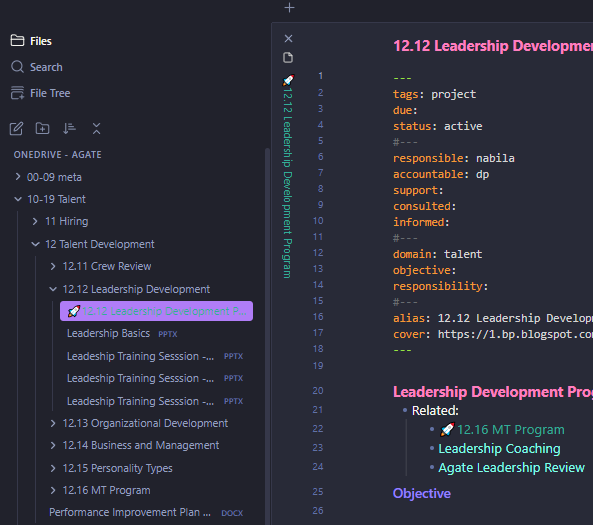 Files
Search
File Tree
ONEDRIVE - AGATE
00-09 meta
10-19 Talent
11 Hiring
12 Talent Development
12.11 Crew Review
12.12 Leadership Development
🚀 12.12 Leadership Development P...
Leadership Basics PPTX
Leadeship Training Sesssion -... PPTX
Leadeship Training Sesssion -... PPTX
Leadeship Training Sesssion -... PPTX
12.13 Organizational Development
12.14 Business and Management
12.15 Personality Types
12.16 MT Program
Performance Improvement Plan ... DOCX
🚀 12.12 Leadership Development Program
12.12 Leadership Developmen
1 ---
2 tags: project
3 due:
4 status: active
5 #---
6 responsible: nabila
7 accountable: dp
8 support:
9 consulted:
10 informed:
11 #---
12 domain: talent
13 objective:
14 responsibility:
15 #---
16 alias: 12.12 Leadership Develop
17 cover: https://1.bp.blogspot.co
18 ---
19
20 Leadership Development Pro
21 • Related:
22 • 🚀 12.16 MT Program
23 • Leadership Coaching
24 • Agate Leadership Review
25 Objective
26